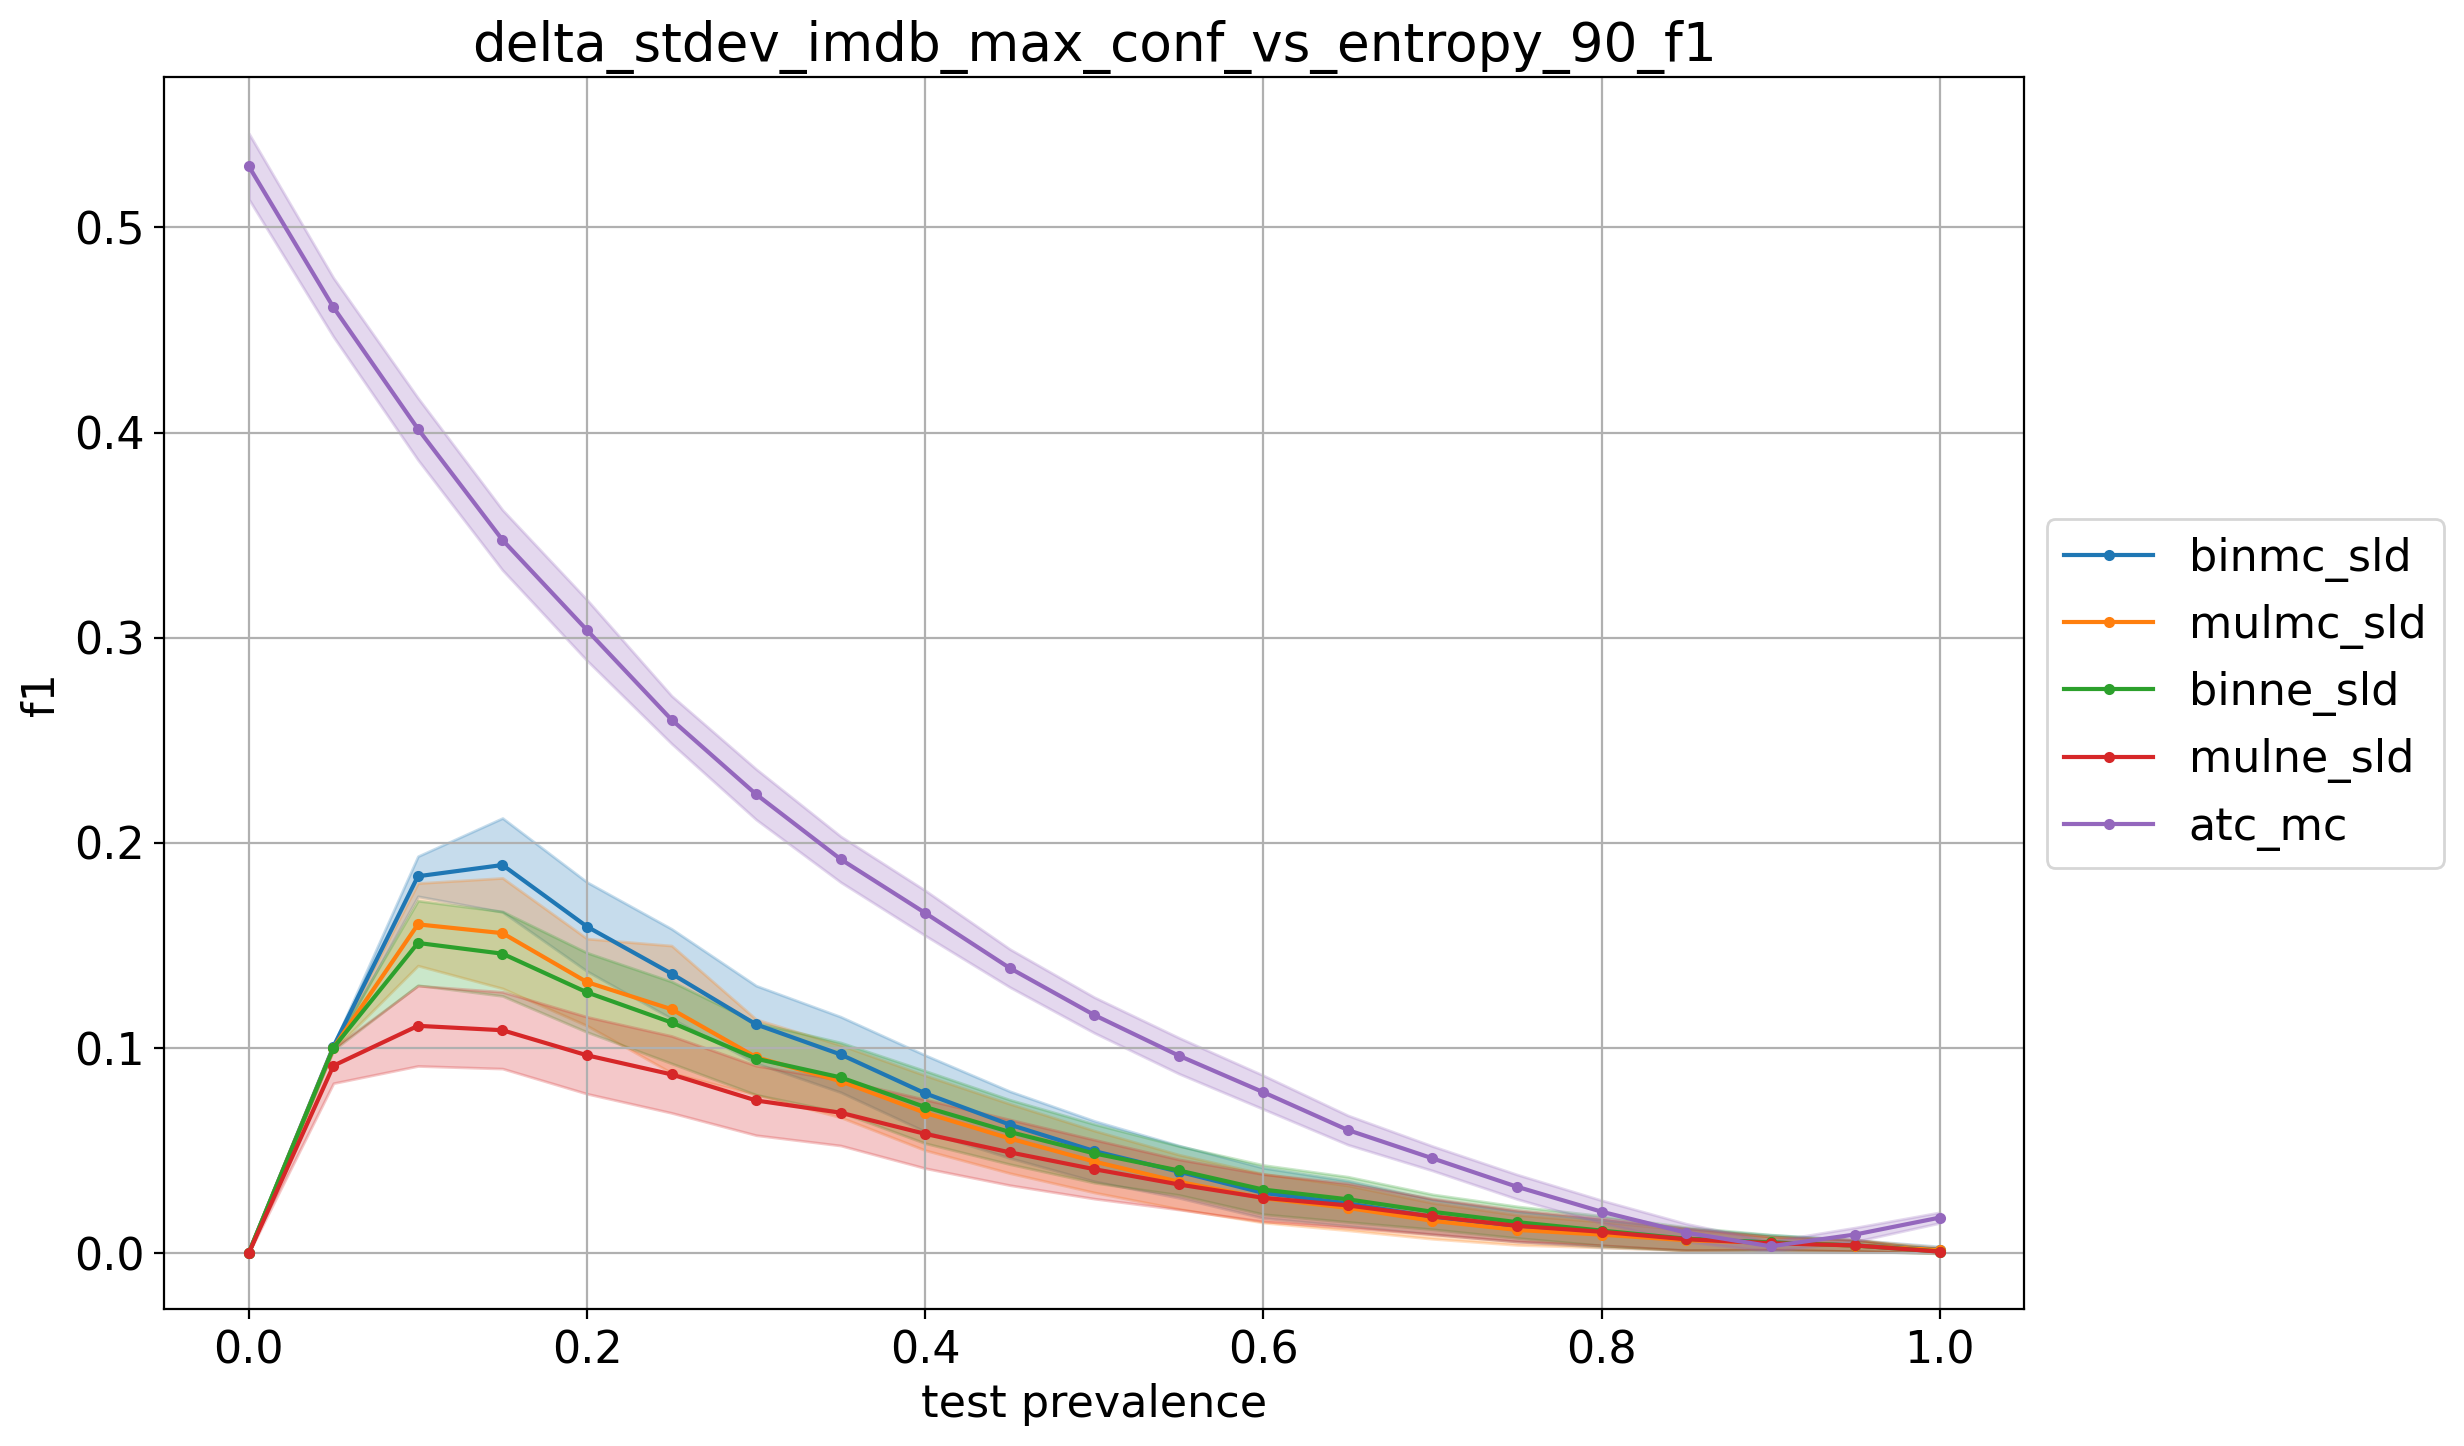 delta_stdev_imdb_max_conf_vs_entropy_90_f1
f1
0.5
0.4
0.3
0.2
0.1
0.0
0.0 0.2 0.4 0.6 0.8 1.0
test prevalence
binmc_sld
mulmc_sld
binne_sld
mulne_sld
atc_mc